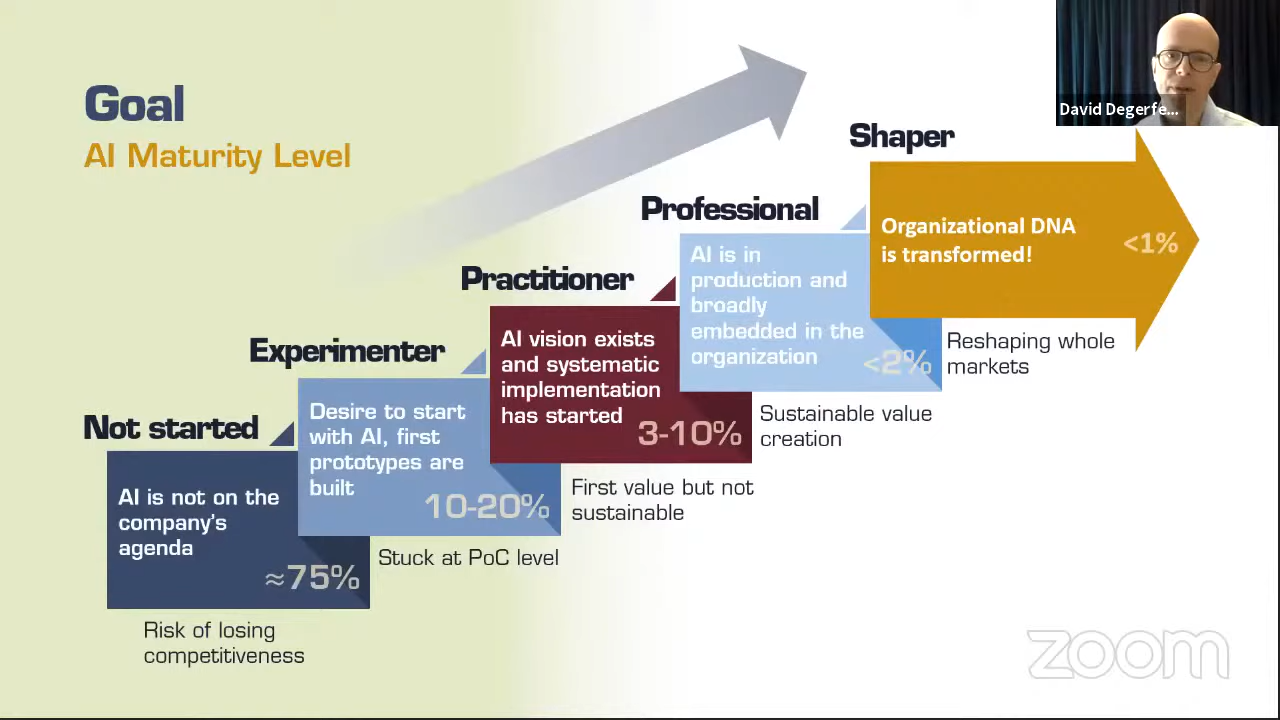 Goal
AI Maturity Level
David Degerfe...
Shaper
Organizational DNA
is transformed!
<1%
Reshaping whole
markets
Professional
AI is in
production and
broadly
embedded in the
organization
<2%
Sustainable value
creation
Practitioner
AI vision exists
and systematic
implementation
has started
3-10%
First value but not
sustainable
Experimenter
Desire to start
with AI, first
prototypes are
built
10-20%
Stuck at PoC level
Not started
AI is not on the
company's
agenda
≈75%
Risk of losing
competitiveness
zoom